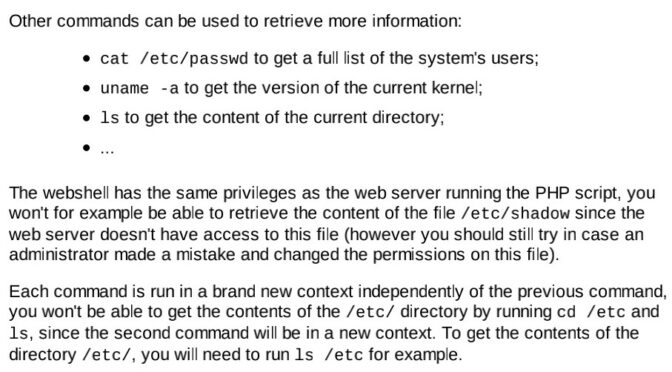 Other commands can be used to retrieve more information:
• cat /etc/passwd to get a full list of the system's users;
• uname -a to get the version of the current kernel;
• ls to get the content of the current directory;
• ...
The webshell has the same privileges as the web server running the PHP script, you
won't for example be able to retrieve the content of the file /etc/shadow since the
web server doesn't have access to this file (however you should still try in case an
administrator made a mistake and changed the permissions on this file).
Each command is run in a brand new context independently of the previous command,
you won't be able to get the contents of the /etc/ directory by running cd /etc and
ls, since the second command will be in a new context. To get the contents of the
directory /etc/, you will need to run ls /etc for example.